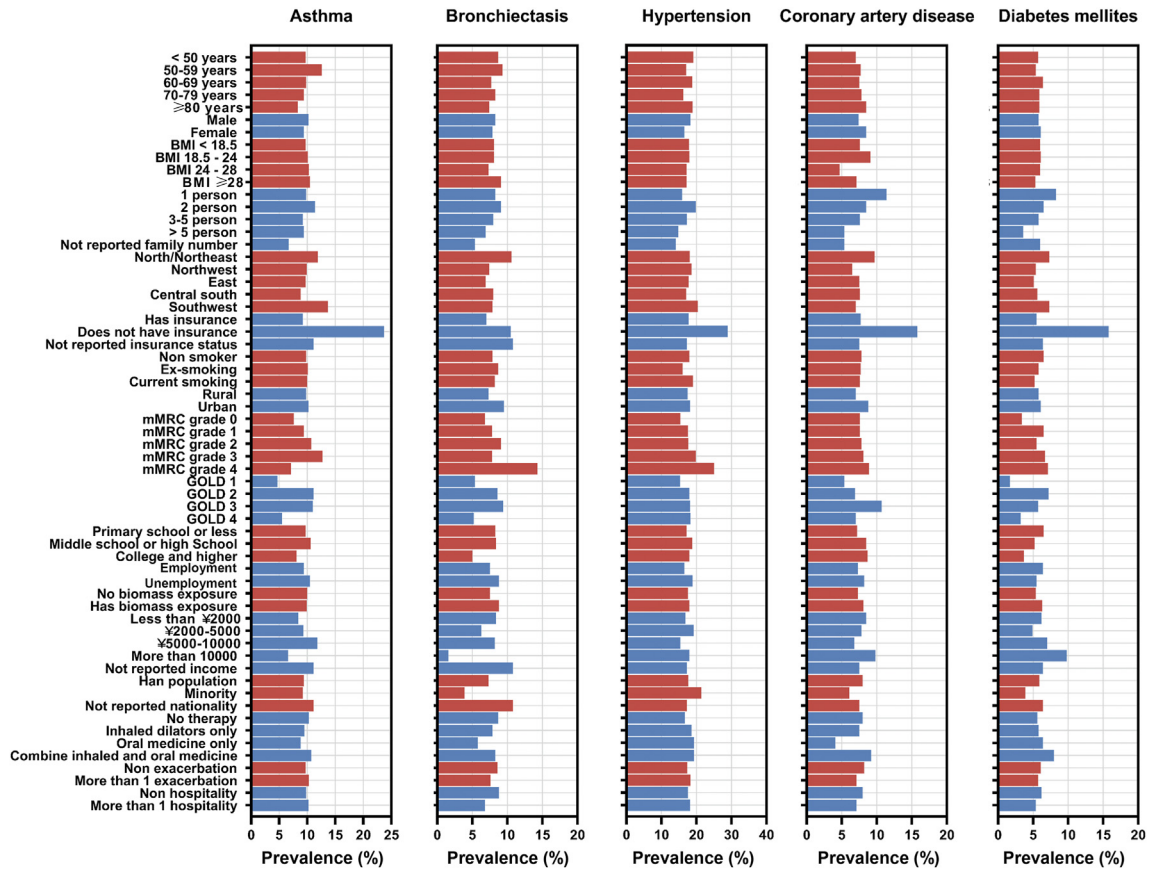 Asthma Bronchiectasis Hypertension Coronary artery disease Diabetes mellites
< 50 years
50-59 years
60-69 years
70-79 years
≥80 years
Male
Female
BMI < 18.5
BMI 18.5 - 24
BMI 24 - 28
BMI ≥28
1 person
2 person
3-5 person
> 5 person
Not reported family number
North/Northeast
Northwest
East
Central south
Southwest
Has insurance
Does not have insurance
Not reported insurance status
Non smoker
Ex-smoking
Current smoking
Rural
Urban
mMRC grade 0
mMRC grade 1
mMRC grade 2
mMRC grade 3
mMRC grade 4
GOLD 1
GOLD 2
GOLD 3
GOLD 4
Primary school or less
Middle school or high School
College and higher
Employment
Unemployment
No biomass exposure
Has biomass exposure
Less than ¥2000
¥2000-5000
¥5000-10000
More than 10000
Not reported income
Han population
Minority
Not reported nationality
No therapy
Inhaled dilators only
Oral medicine only
Combine inhaled and oral medicine
Non exacerbation
More than 1 exacerbation
Non hospitality
More than 1 hospitality
0 5 10 15 20 25 0 5 10 15 20 0 10 20 30 40 0 5 10 15 20 0 5 10 15 20
Prevalence (%) Prevalence (%) Prevalence (%) Prevalence (%) Prevalence (%)